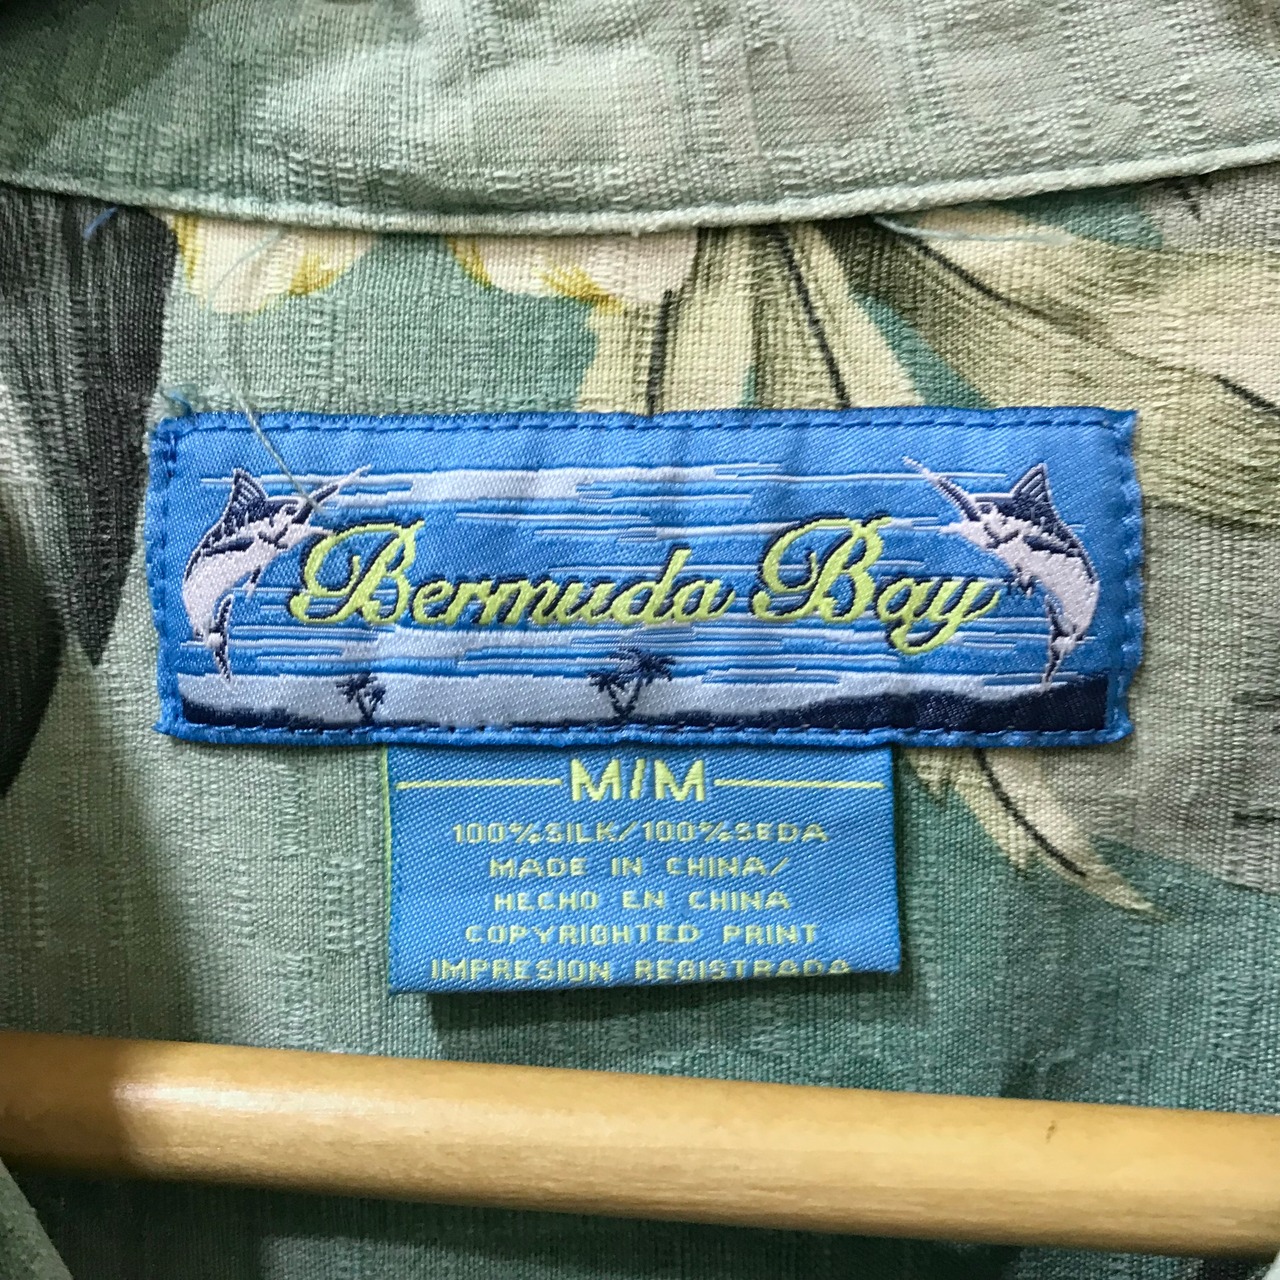 Bermuda Bay
M/M
100%SILK/100%SEDA
MADE IN CHINA/
HECHO EN CHINA
COPYRIGHTED PRINT
IMPRESION REGISTRADA